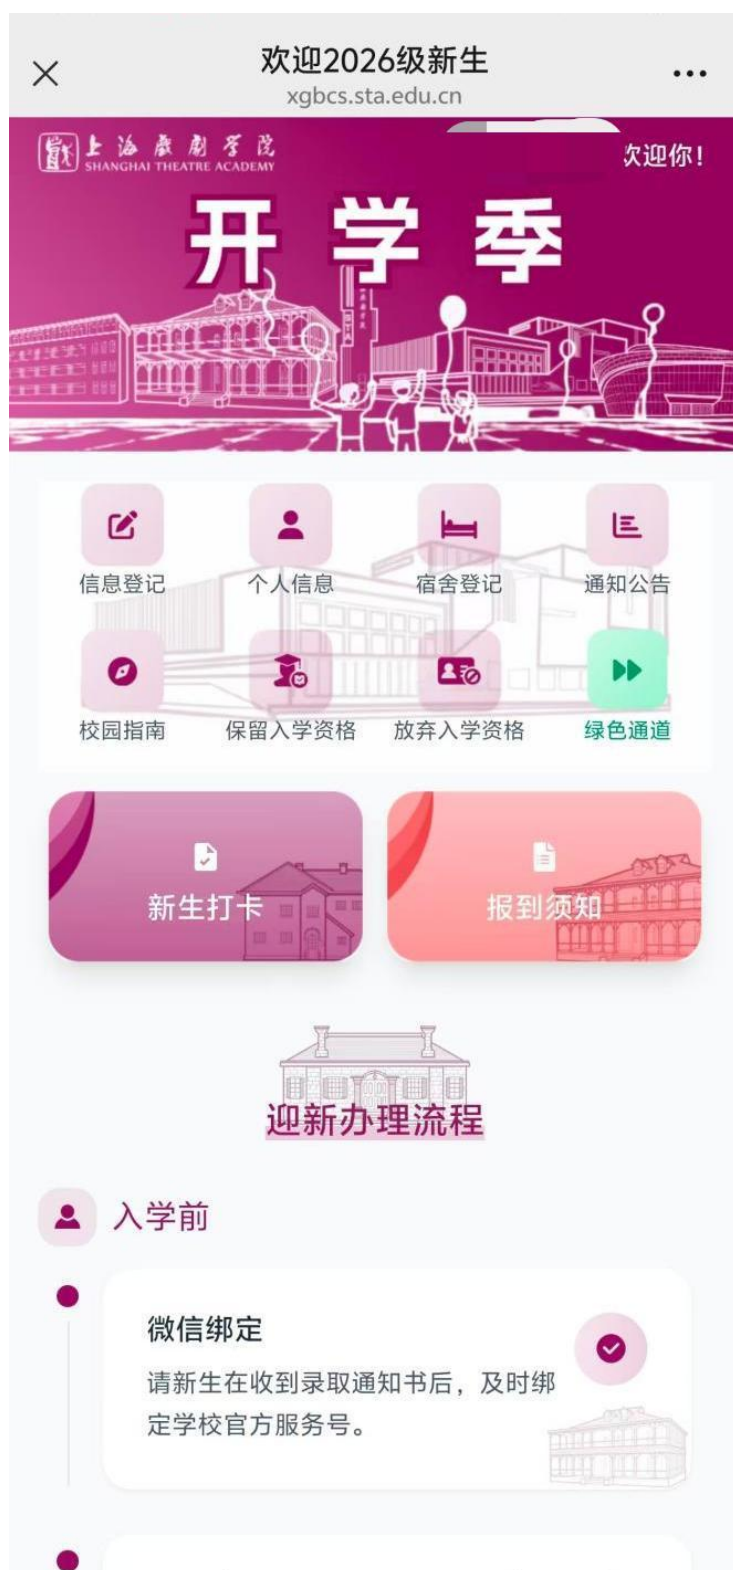 欢迎2026级新生
xgbcs.sta.edu.cn
上海戲劇学院
SHANGHAI THEATRE ACADEMY
欢迎你!
开学季
STA
信息登记 个人信息 宿舍登记 通知公告
校园指南 保留入学资格 放弃入学资格 绿色通道
新生打卡 报到须知
迎新办理流程
入学前
微信绑定
请新生在收到录取通知书后，及时绑
定学校官方服务号。